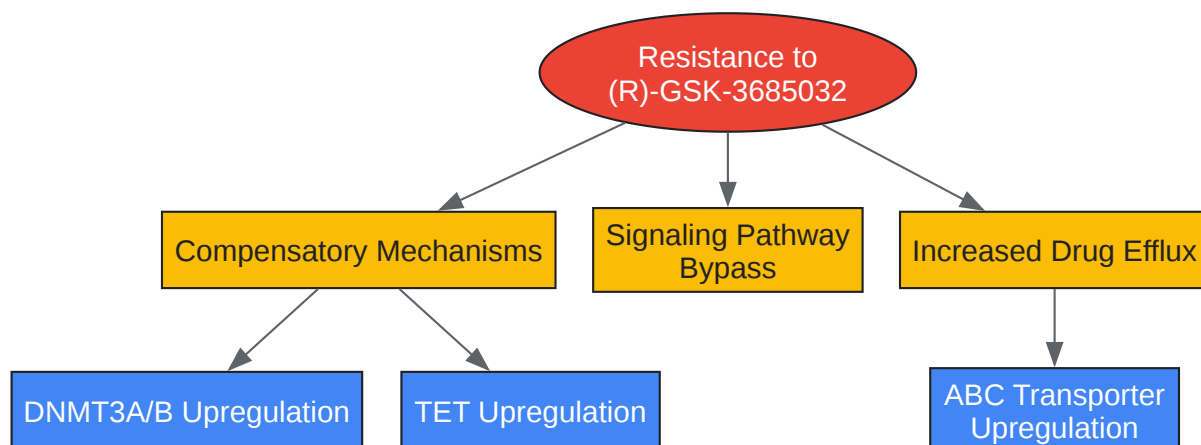 Resistance to
(R)-GSK-3685032
Compensatory Mechanisms
Signaling Pathway
Bypass
Increased Drug Efflux
DNMT3A/B Upregulation
TET Upregulation
ABC Transporter
Upregulation